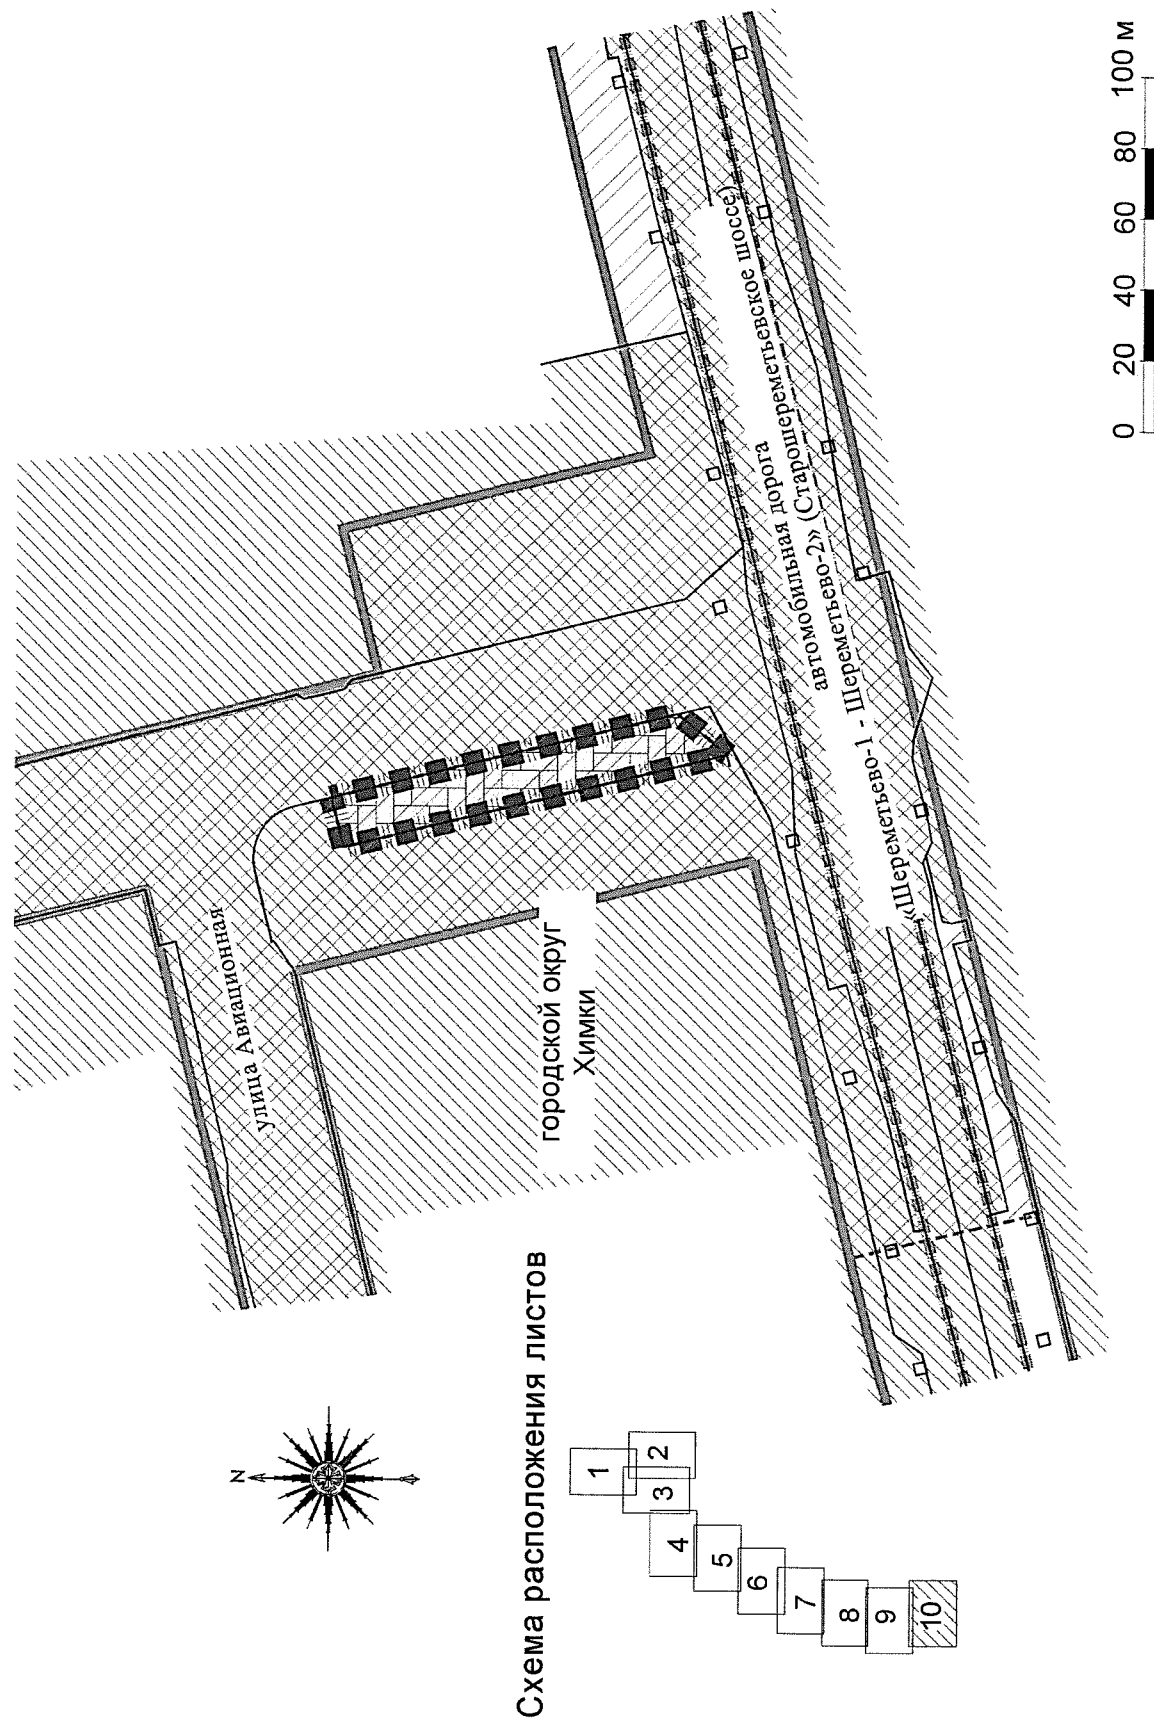 N
Схема расположения листов
1
2
3
4
5
6
7
8
9
10
улица Авиационная
городской округ
Химки
автомобильная дорога
«Шереметьево-1 - Шереметьево-2» (Старошереметьевское шоссе)
0 20 40 60 80 100 м